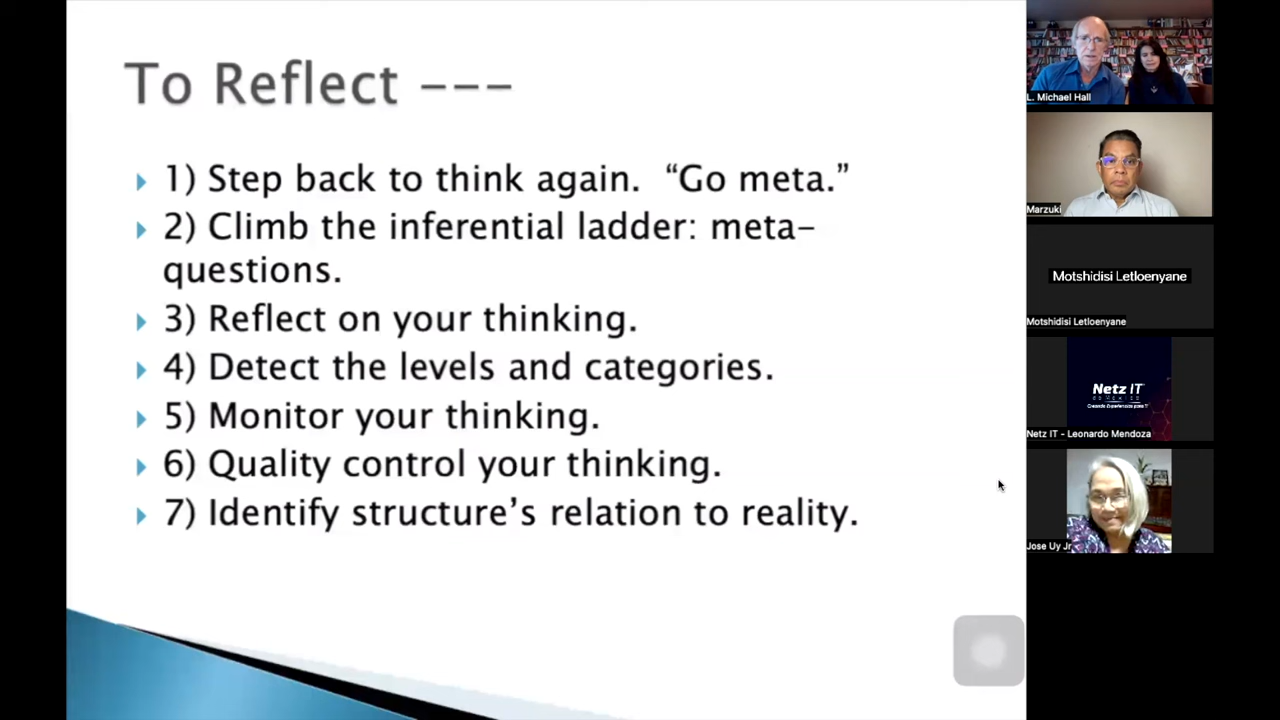 To Reflect ---
1) Step back to think again. “Go meta.”
2) Climb the inferential ladder: meta-
questions.
3) Reflect on your thinking.
4) Detect the levels and categories.
5) Monitor your thinking.
6) Quality control your thinking.
7) Identify structure’s relation to reality.
L. Michael Hall
Marzuki
Motshidisi Letloenyane
Motshidisi Letloenyane
Netz IT
Netz IT - Leonardo Mendoza
Jose Uy Jr